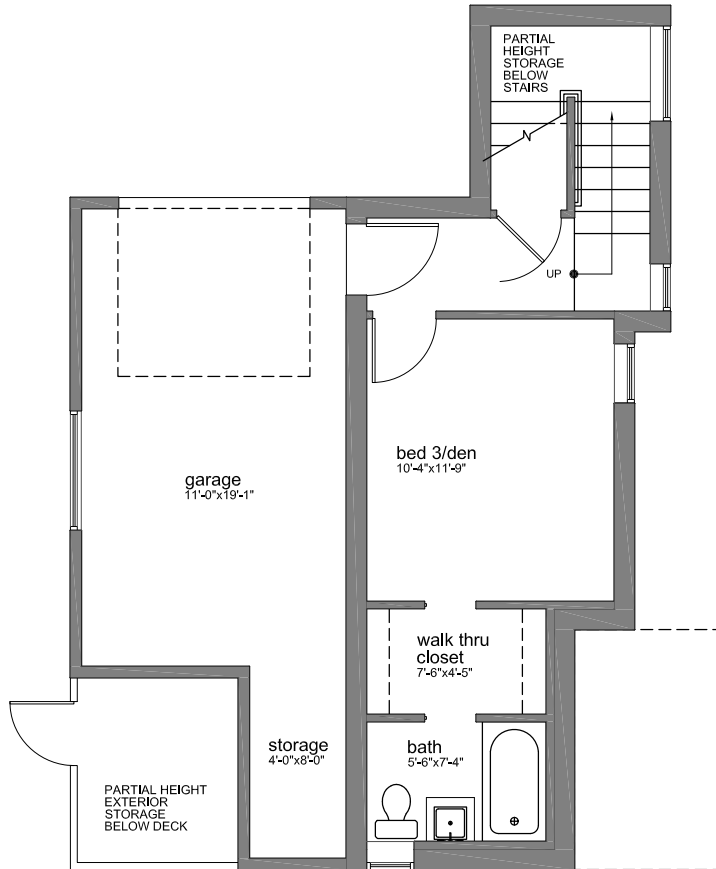 PARTIAL
HEIGHT
STORAGE
BELOW
STAIRS
N
UP
bed 3/den
10'-4"x11'-9"
garage
11'-0"x19'-1"
walk thru
closet
7'-6"x4'-5"
storage
4'-0"x8'-0"
bath
5'-6"x7'-4"
PARTIAL HEIGHT
EXTERIOR
STORAGE
BELOW DECK